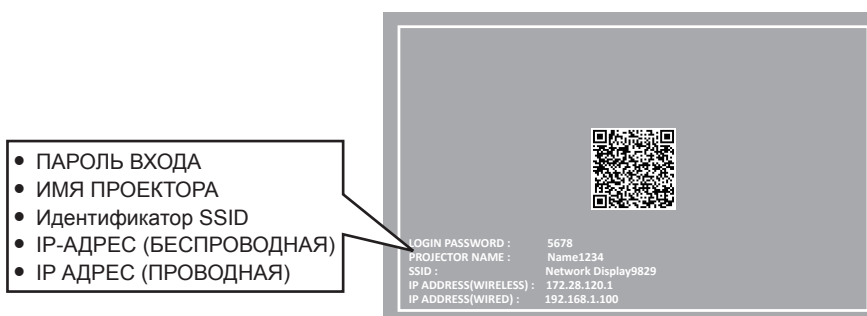 • ПАРОЛЬ ВХОДА
• ИМЯ ПРОЕКТОРА
• Идентификатор SSID
• IP-АДРЕС (БЕСПРОВОДНАЯ)
• IP АДРЕС (ПРОВОДНАЯ)
LOGIN PASSWORD : 5678
PROJECTOR NAME : Name1234
SSID : Network Display9829
IP ADDRESS(WIRELESS) : 172.28.120.1
IP ADDRESS(WIRED) : 192.168.1.100